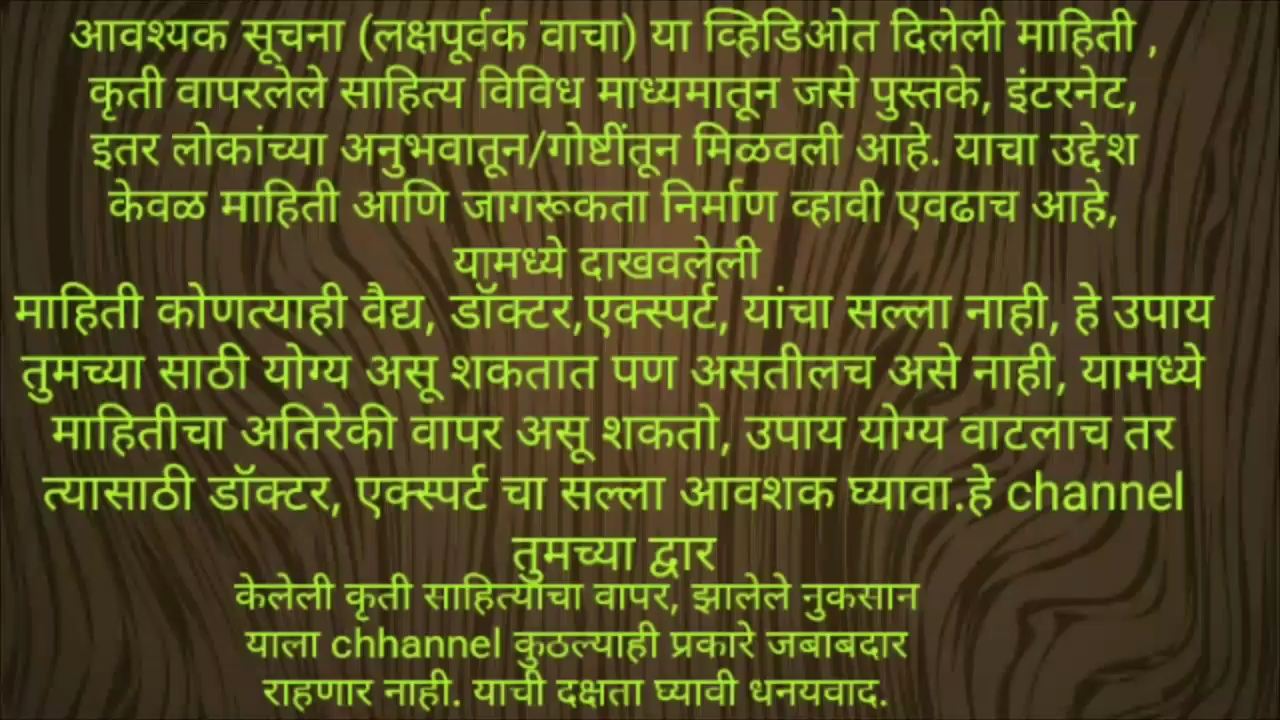 आवश्यक सूचना (लक्षपूर्वक वाचा) या व्हिडिओत दिलेली माहिती ,
कृती वापरलेले साहित्य विविध माध्यमातून जसे पुस्तके, इंटरनेट,
इतर लोकांच्या अनुभवातून/गोष्टींतून मिळवली आहे. याचा उद्देश
केवळ माहिती आणि जागरूकता निर्माण व्हावी एवढाच आहे,
यामध्ये दाखवलेली
माहिती कोणत्याही वैद्य, डॉक्टर,एक्स्पर्ट, यांचा सल्ला नाही, हे उपाय
तुमच्या साठी योग्य असू शकतात पण असतीलच असे नाही, यामध्ये
माहितीचा अतिरेकी वापर असू शकतो, उपाय योग्य वाटलाच तर
त्यासाठी डॉक्टर, एक्स्पर्ट चा सल्ला आवशक घ्यावा.हे channel
तुमच्या द्वार
केलेली कृती साहित्याचा वापर, झालेले नुकसान
याला chhannel कुठल्याही प्रकारे जबाबदार
राहणार नाही. याची दक्षता घ्यावी धनयवाद.